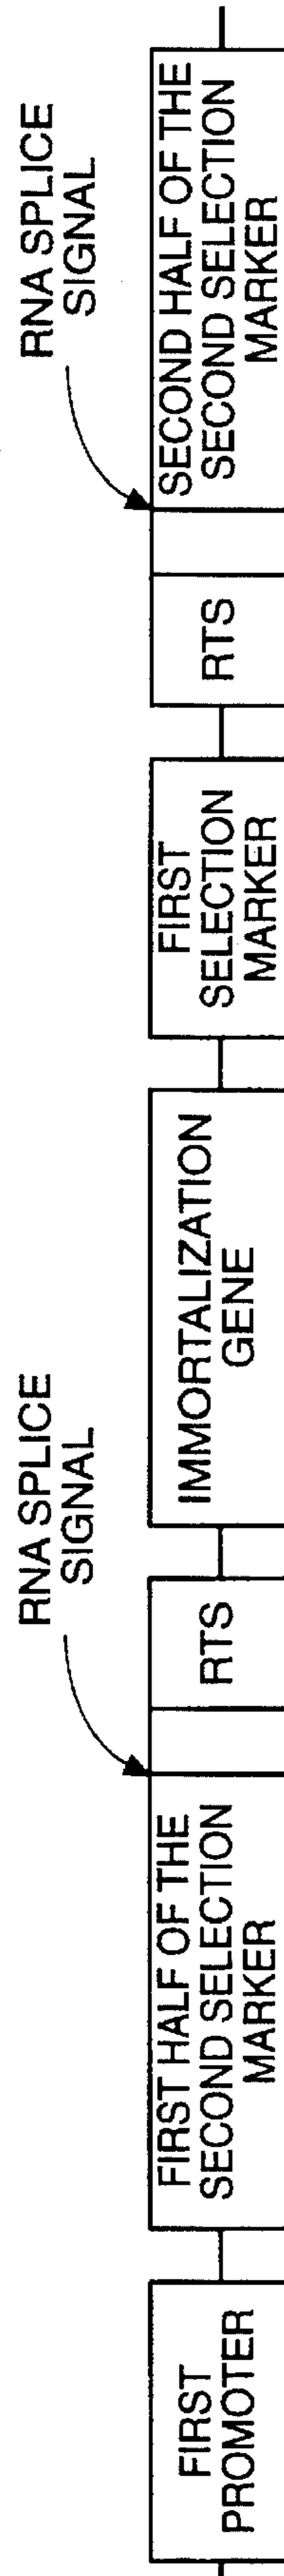 RNA SPLICE
SIGNAL
RNA SPLICE
SIGNAL
FIRST
PROMOTER
FIRST HALF OF THE
SECOND SELECTION
MARKER
RTS
IMMORTALIZATION
GENE
FIRST
SELECTION
MARKER
RTS
SECOND HALF OF THE
SECOND SELECTION
MARKER